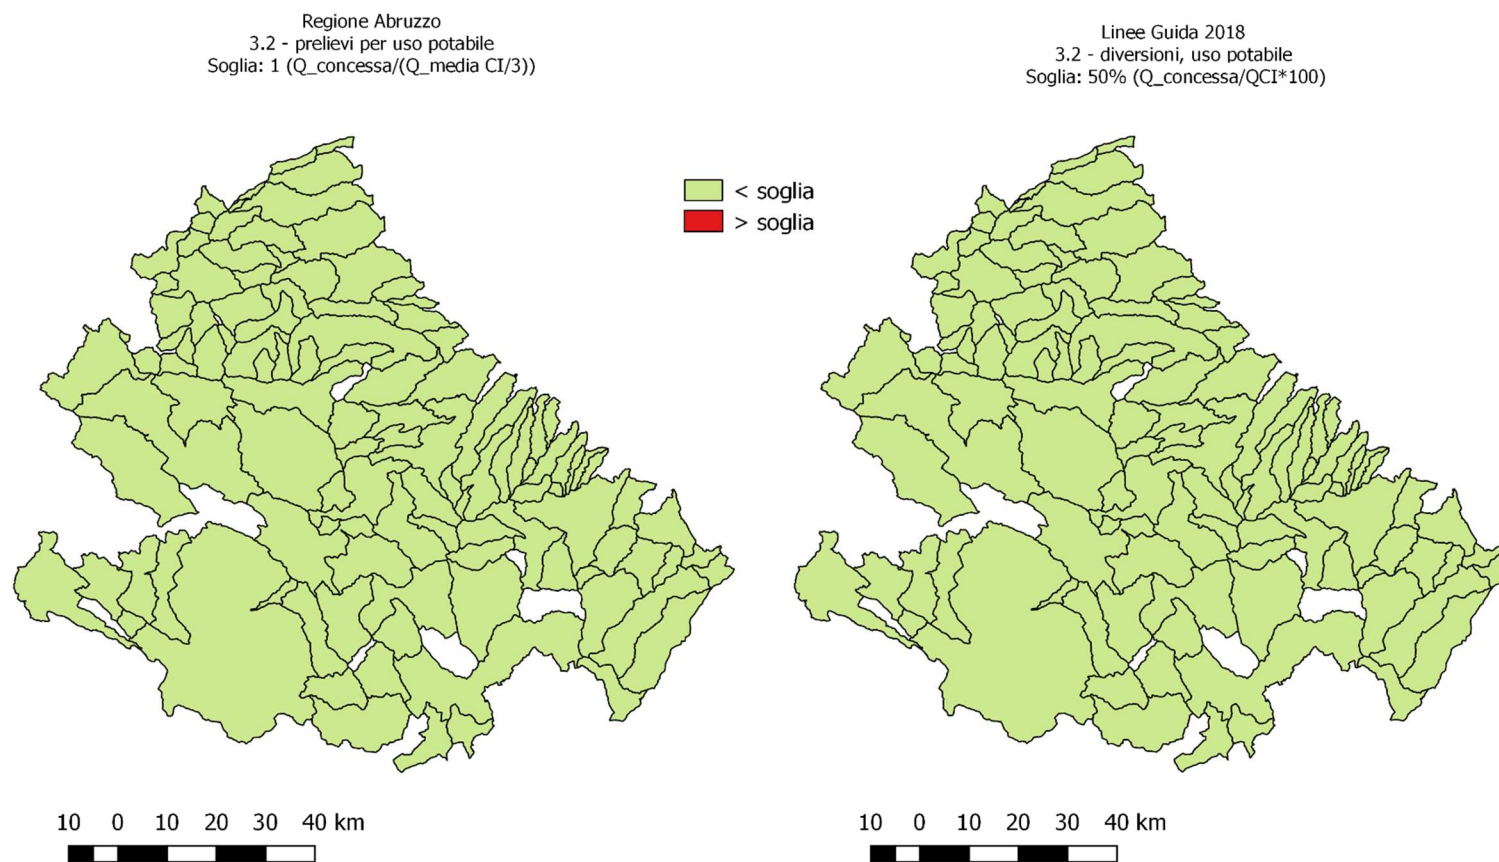 Regione Abruzzo
3.2 - prelievi per uso potabile
Soglia: 1 (Q_concessa/(Q_media CI/3))
Linee Guida 2018
3.2 - diversioni, uso potabile
Soglia: 50% (Q_concessa/QCI*100)
< soglia
> soglia
10 0 10 20 30 40 km
10 0 10 20 30 40 km